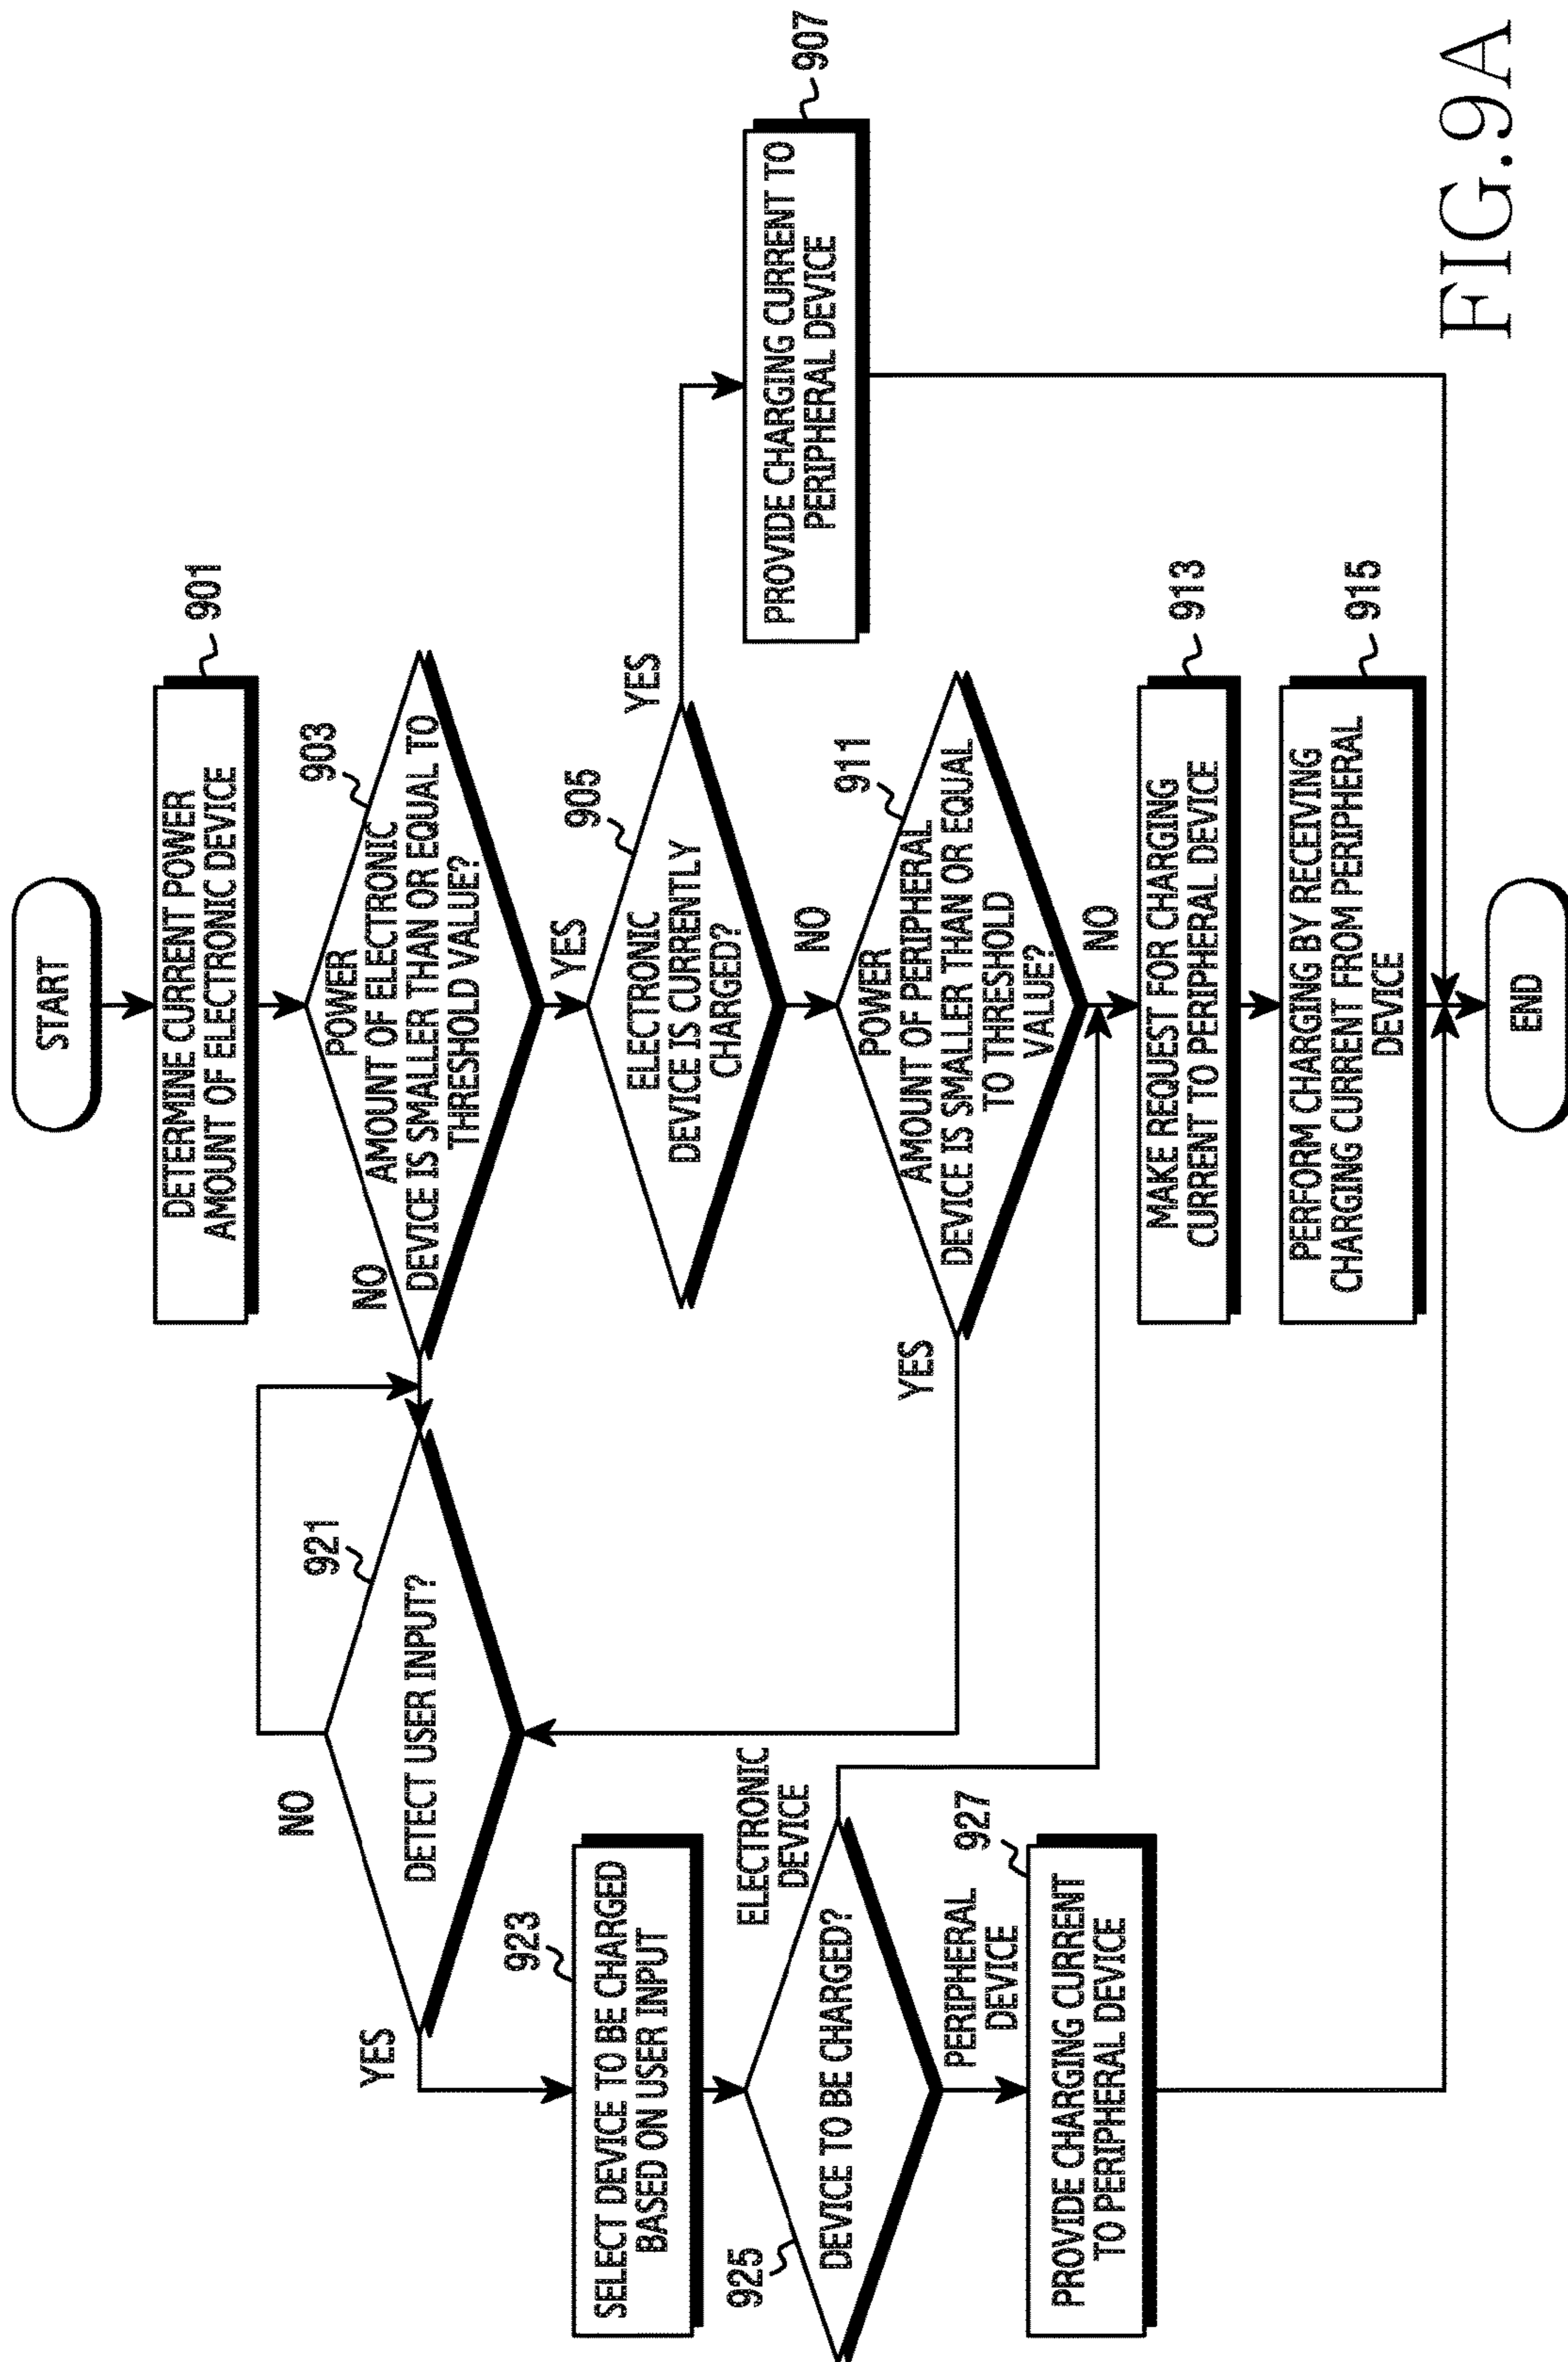 START
DETERMINE CURRENT POWER
AMOUNT OF ELECTRONIC DEVICE
901
903
POWER
AMOUNT OF ELECTRONIC
DEVICE IS SMALLER THAN OR EQUAL TO
THRESHOLD VALUE?
NO
YES
905
ELECTRONIC
DEVICE IS CURRENTLY
CHARGED?
YES
NO
PROVIDE CHARGING CURRENT TO
PERIPHERAL DEVICE
907
911
POWER
AMOUNT OF PERIPHERAL
DEVICE IS SMALLER THAN OR EQUAL
TO THRESHOLD
VALUE?
YES
NO
MAKE REQUEST FOR CHARGING
CURRENT TO PERIPHERAL DEVICE
913
PERFORM CHARGING BY RECEIVING
CHARGING CURRENT FROM PERIPHERAL
DEVICE
915
921
DETECT USER INPUT?
NO
YES
923
SELECT DEVICE TO BE CHARGED
BASED ON USER INPUT
925
DEVICE TO BE CHARGED?
ELECTRONIC
DEVICE
PERIPHERAL
DEVICE
927
PROVIDE CHARGING CURRENT
TO PERIPHERAL DEVICE
END
FIG.9A